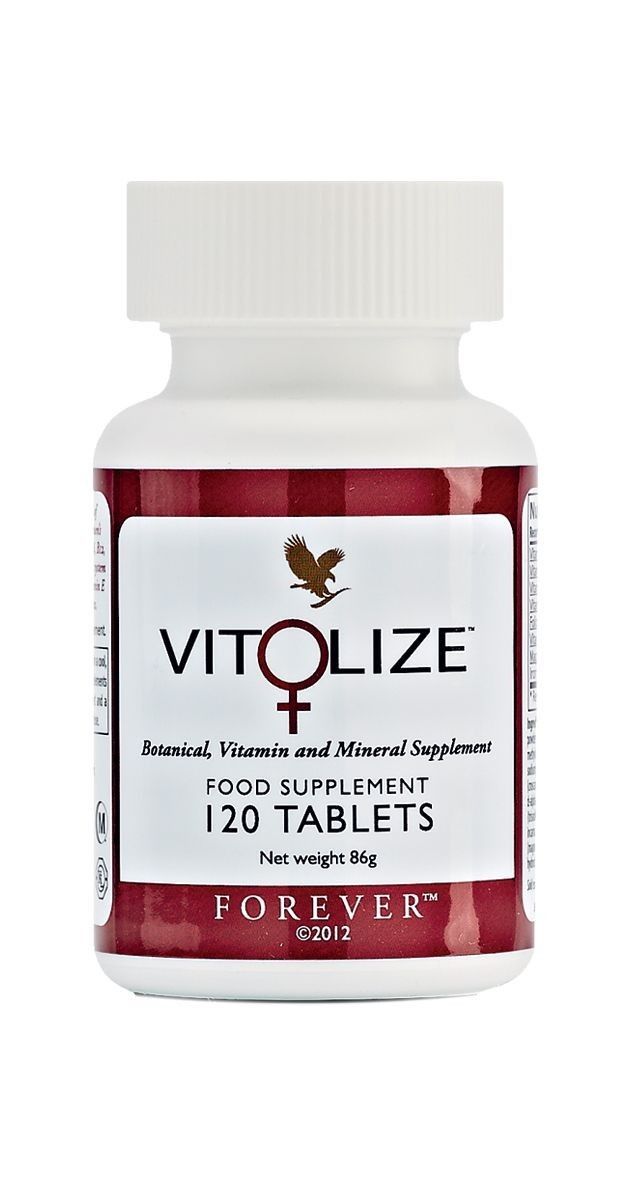 VITOLIZE™
Botanical, Vitamin and Mineral Supplement
FOOD SUPPLEMENT
120 TABLETS
Net weight 86g
FOREVER™
©2012